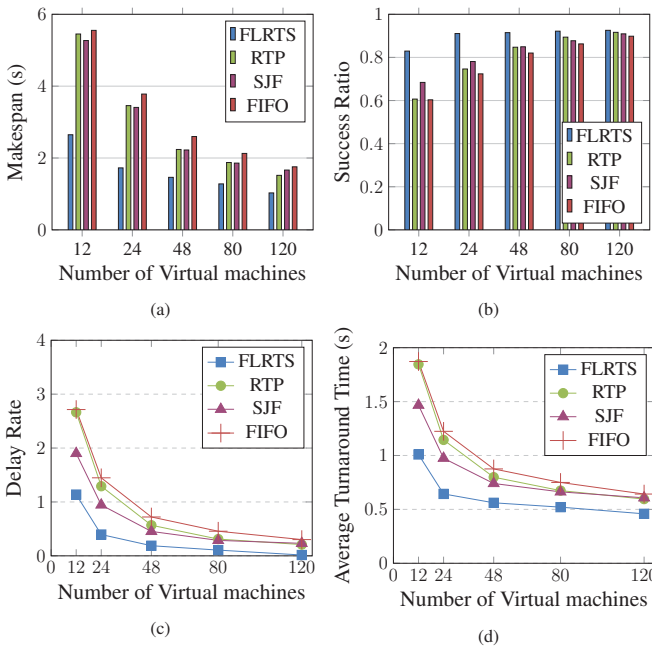 Makespan (s)
6
4
2
0
12 24 48 80 120
Number of Virtual machines
FLRTS
RTP
SJF
FIFO
(a)
Success Ratio
1
0.8
0.6
0.4
0.2
0
12 24 48 80 120
Number of Virtual machines
FLRTS
RTP
SJF
FIFO
(b)
Delay Rate
4
3
2
1
0
0 12 24 48 80 120
Number of Virtual machines
FLRTS
RTP
SJF
FIFO
(c)
Average Turnaround Time (s)
2
1.5
1
0.5
0
0 12 24 48 80 120
Number of Virtual machines
FLRTS
RTP
SJF
FIFO
(d)